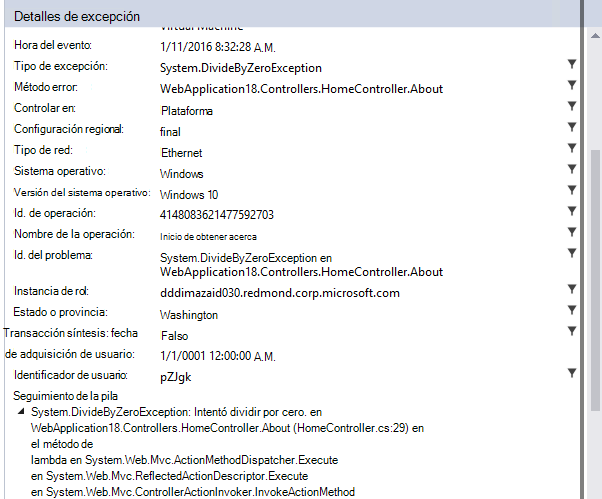 Detalles de excepción
Virtual Machine
Hora del evento: 1/11/2016 8:32:28 A.M.
Tipo de excepción: System.DivideByZeroException
Método error: WebApplication18.Controllers.HomeController.About
Controlar en: Plataforma
Configuración regional: final
Tipo de red: Ethernet
Sistema operativo: Windows
Versión del sistema operativo: Windows 10
Id. de operación: 4148083621477592703
Nombre de la operación: Inicio de obtener acerca
Id. del problema: System.DivideByZeroException en
WebApplication18.Controllers.HomeController.About
Instancia de rol: dddimazaid030.redmond.corp.microsoft.com
Estado o provincia: Washington
Transacción síntesis: fecha Falso
de adquisición de usuario: 1/1/0001 12:00:00 A.M.
Identificador de usuario: pZJgk
Seguimiento de la pila
System.DivideByZeroException: Intentó dividir por cero. en
WebApplication18.Controllers.HomeController.About (HomeController.cs:29) en
el método de
lambda en System.Web.Mvc.ActionMethodDispatcher.Execute
en System.Web.Mvc.ReflectedActionDescriptor.Execute
en System.Web.Mvc.ControllerActionInvoker.InvokeActionMethod